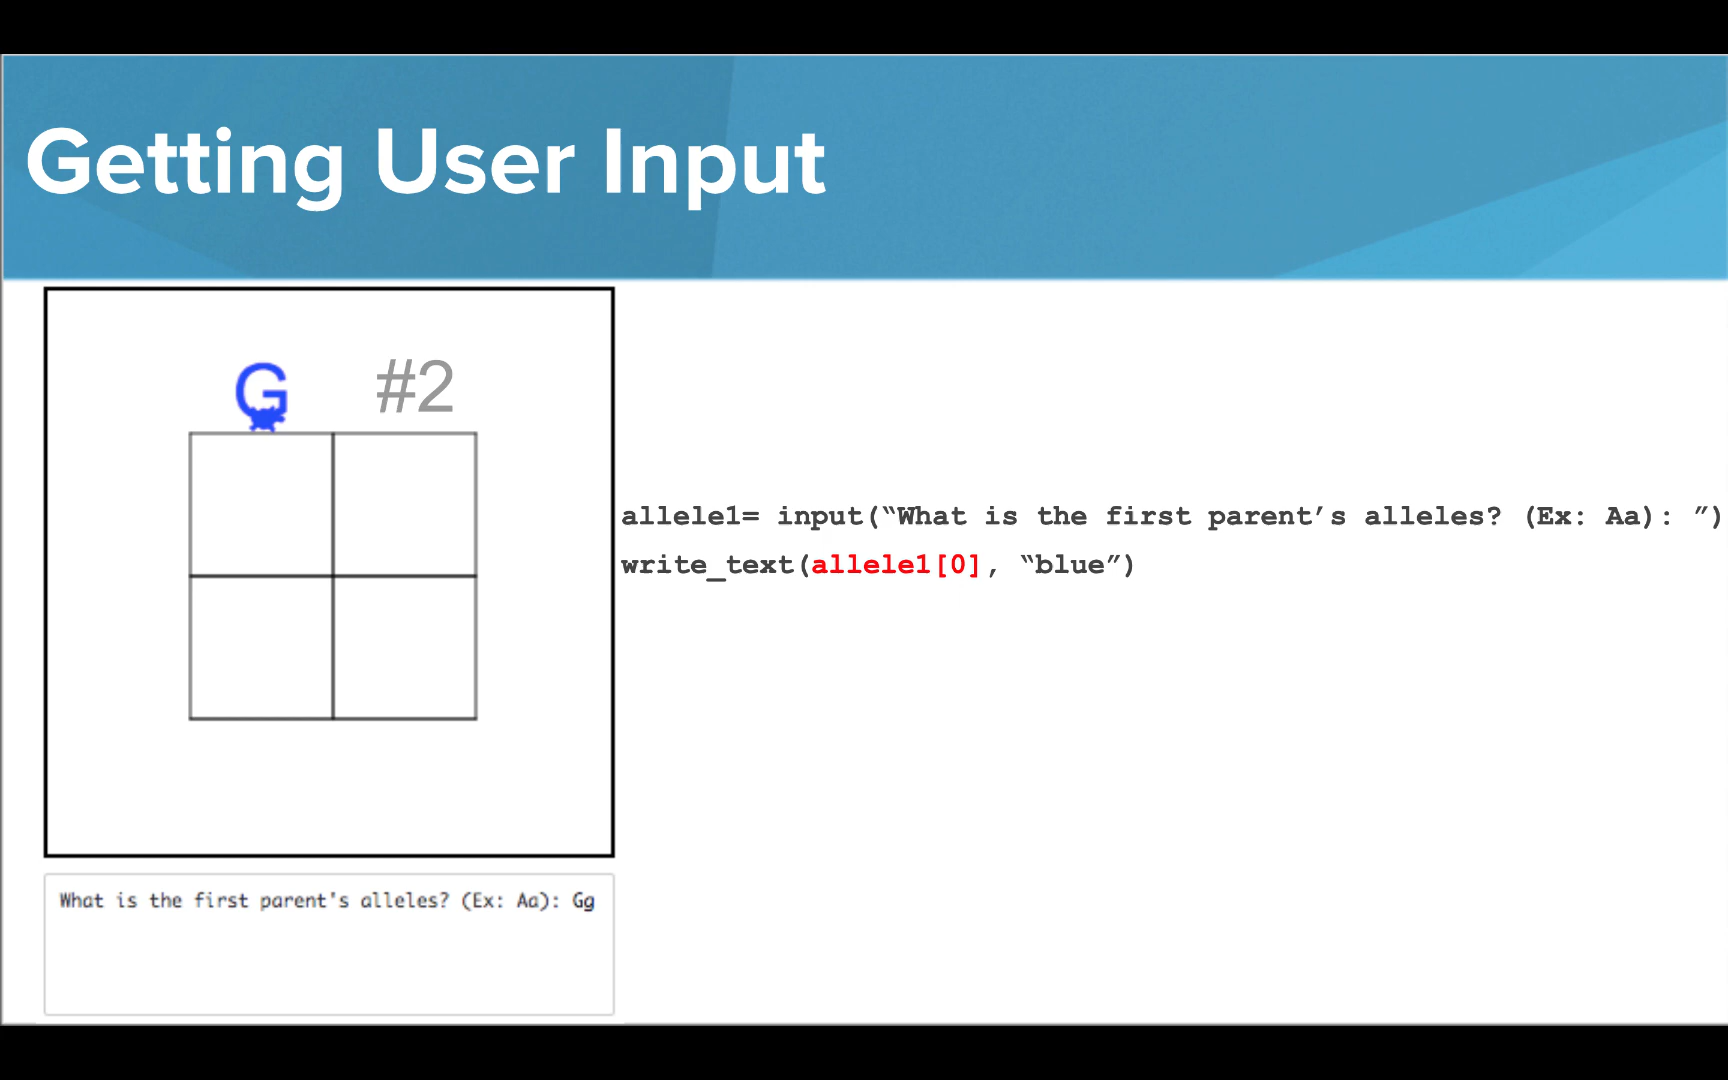 Getting User Input
G #2
allele1= input(“What is the first parent’s alleles? (Ex: Aa): ”)
write_text(allele1[0], “blue”)
What is the first parent's alleles? (Ex: Aa): Gg